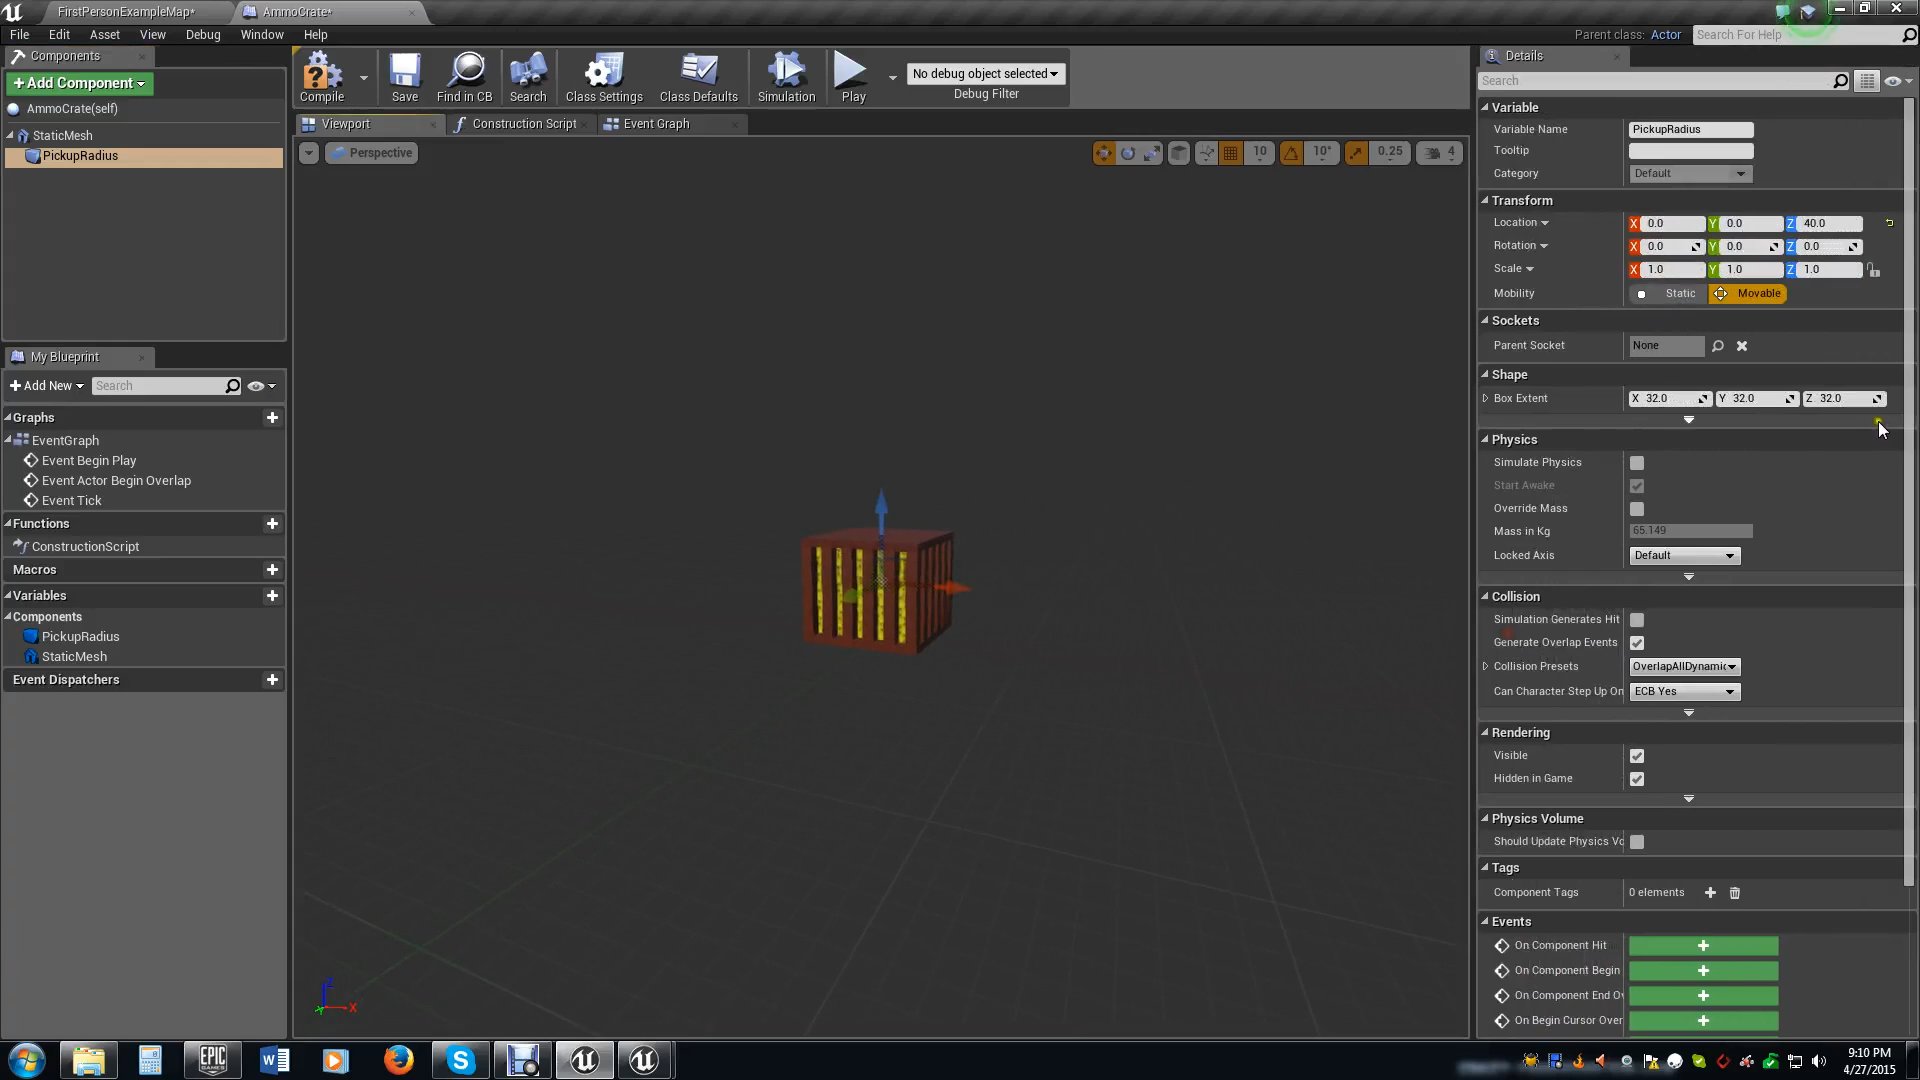 FirstPersonExampleMap*
AmmoCrate*
File Edit Asset View Debug Window Help
Parent class: Actor
Search For Help
Components
+Add Component
AmmoCrate(self)
StaticMesh
PickupRadius
Compile
Save
Find in CB
Search
Class Settings
Class Defaults
Simulation
Play
No debug object selected
Debug Filter
Viewport
Construction Script
Event Graph
Perspective
10
10°
0.25
4
My Blueprint
+Add New
Search
Graphs
EventGraph
Event Begin Play
Event Actor Begin Overlap
Event Tick
Functions
ConstructionScript
Macros
Variables
Components
PickupRadius
StaticMesh
Event Dispatchers
Z
X
Y
Details
Search
Variable
Variable Name PickupRadius
Tooltip
Category Default
Transform
Location X 0.0 Y 0.0 Z 40.0
Rotation X 0.0 Y 0.0 Z 0.0
Scale X 1.0 Y 1.0 Z 1.0
Mobility Static Movable
Sockets
Parent Socket None
Shape
Box Extent X 32.0 Y 32.0 Z 32.0
Physics
Simulate Physics
Start Awake
Override Mass
Mass in Kg 65.149
Locked Axis Default
Collision
Simulation Generates Hit
Generate Overlap Events
Collision Presets OverlapAllDynamic
Can Character Step Up On ECB Yes
Rendering
Visible
Hidden in Game
Physics Volume
Should Update Physics Vo
Tags
Component Tags 0 elements
Events
On Component Hit
On Component Begin
On Component End Ov
On Begin Cursor Over
EPIC
GAMES
9:10 PM
4/27/2015